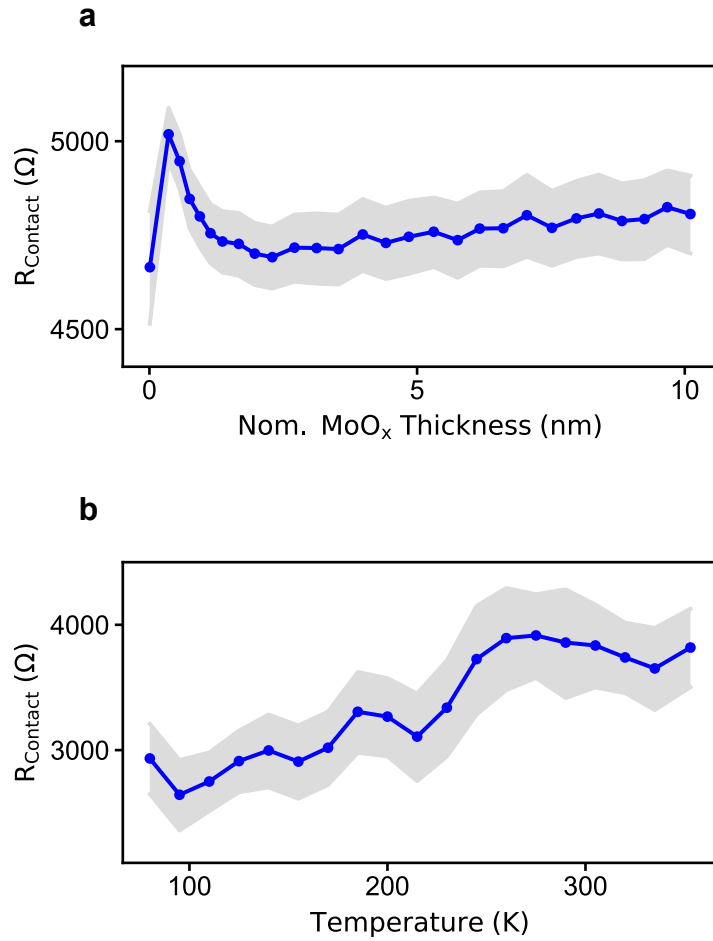 a
5000
4500
R_Contact (Ω)
0 5 10
Nom. MoO_x Thickness (nm)
b
4000
3000
R_Contact (Ω)
100 200 300
Temperature (K)